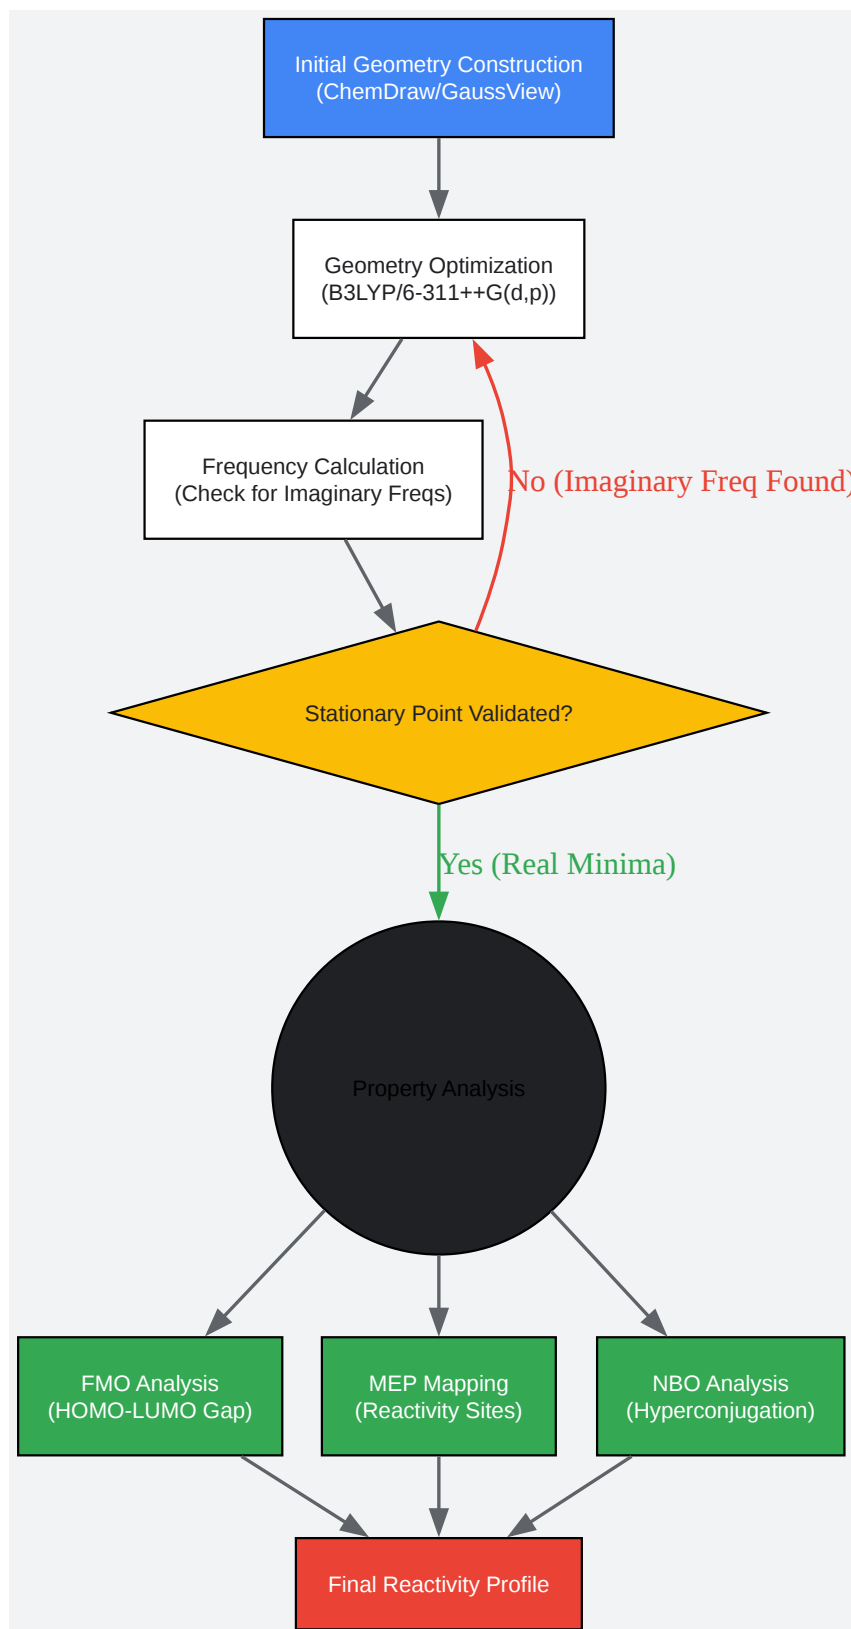 Initial Geometry Construction
(ChemDraw/GaussView)
Geometry Optimization
(B3LYP/6-311++G(d,p))
Frequency Calculation
(Check for Imaginary Freqs)
No (Imaginary Freq Found)
Stationary Point Validated?
Yes (Real Minima)
Property Analysis
FMO Analysis
(HOMO-LUMO Gap)
MEP Mapping
(Reactivity Sites)
NBO Analysis
(Hyperconjugation)
Final Reactivity Profile